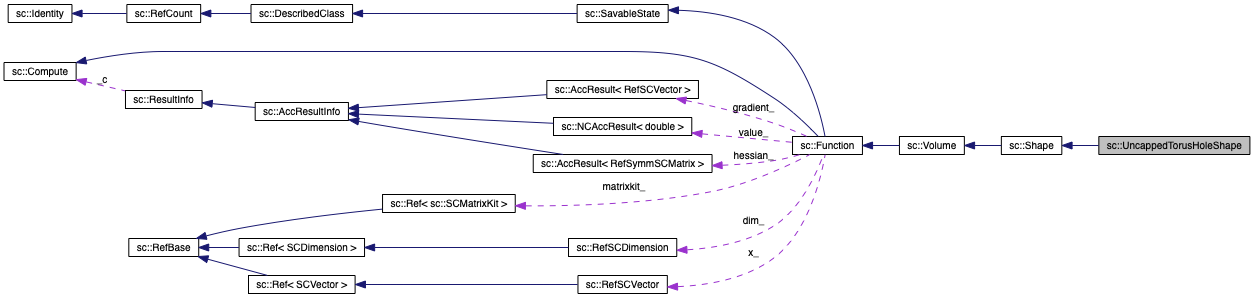 sc::Identity
sc::RefCount
sc::DescribedClass
sc::SavableState
sc::Compute
_c
sc::ResultInfo
sc::AccResultInfo
sc::AccResult< RefSCVector >
gradient_
sc::NCAccResult< double >
value_
sc::AccResult< RefSymmSCMatrix >
hessian_
sc::Function
sc::Volume
sc::Shape
sc::UncappedTorusHoleShape
matrixkit_
sc::Ref< sc::SCMatrixKit >
dim_
sc::RefBase
sc::Ref< SCDimension >
sc::RefSCDimension
x_
sc::Ref< SCVector >
sc::RefSCVector